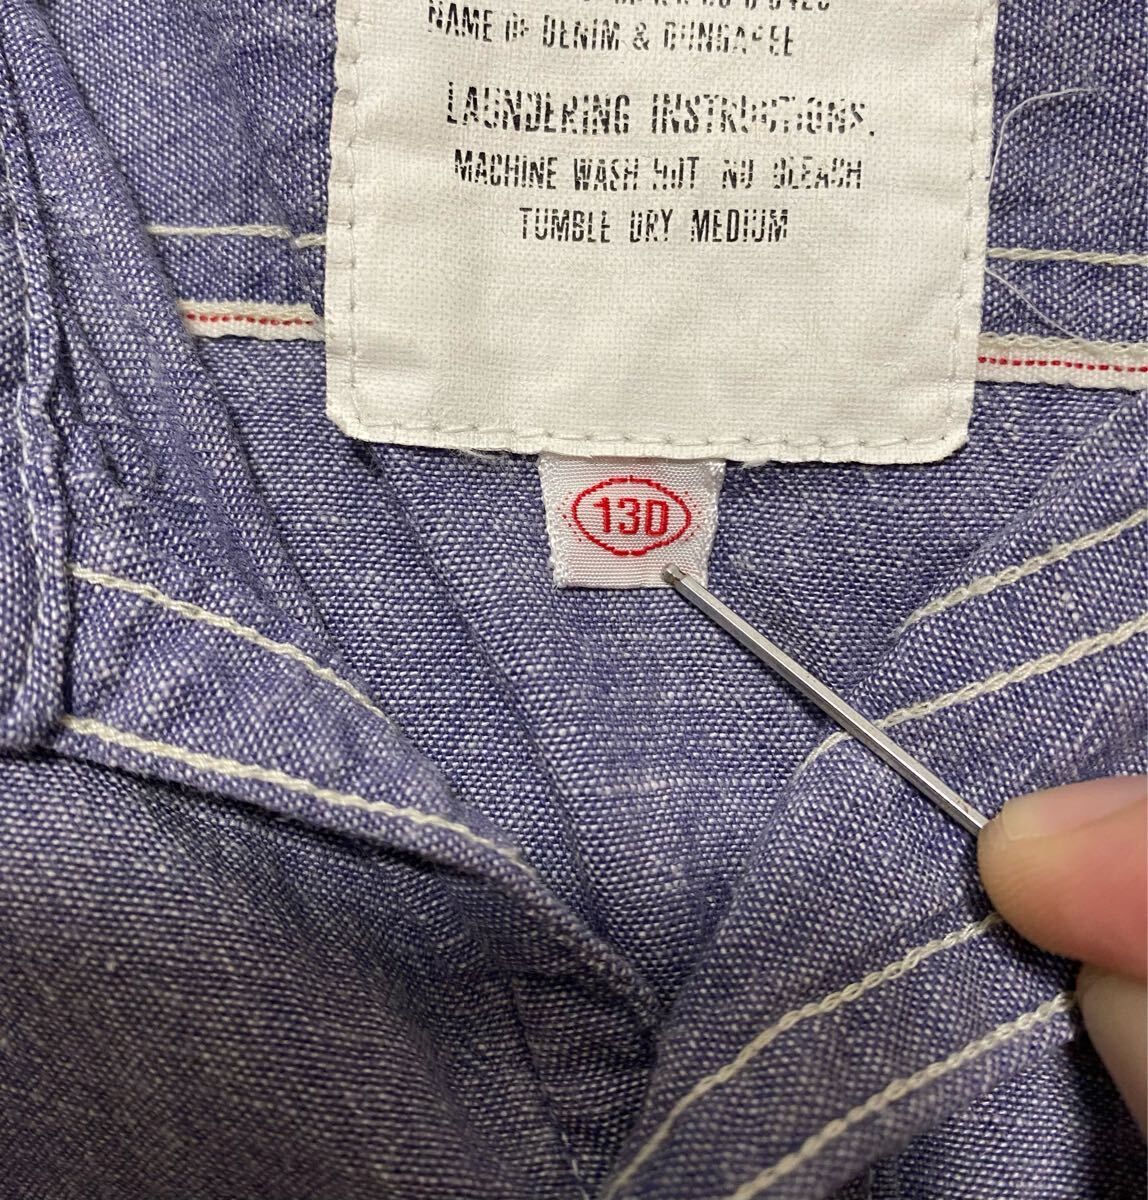 NAME OF DENIM & DUNGAREE
LAUNDERING INSTRUCTIONS.
MACHINE WASH HOT NO BLEACH
TUMBLE DRY MEDIUM
130